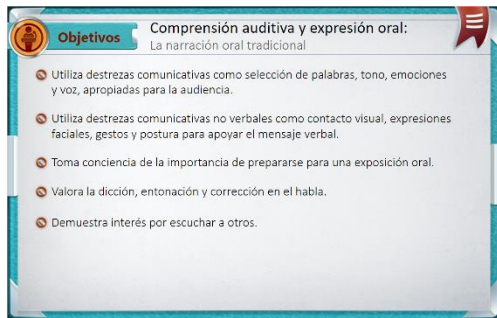 Objetivos
Comprensión auditiva y expresión oral:
La narración oral tradicional
Utiliza destrezas comunicativas como selección de palabras, tono, emociones
y voz, apropiadas para la audiencia.
Utiliza destrezas comunicativas no verbales como contacto visual, expresiones
faciales, gestos y postura para apoyar el mensaje verbal.
Toma conciencia de la importancia de prepararse para una exposición oral.
Valora la dicción, entonación y corrección en el habla.
Demuestra interés por escuchar a otros.